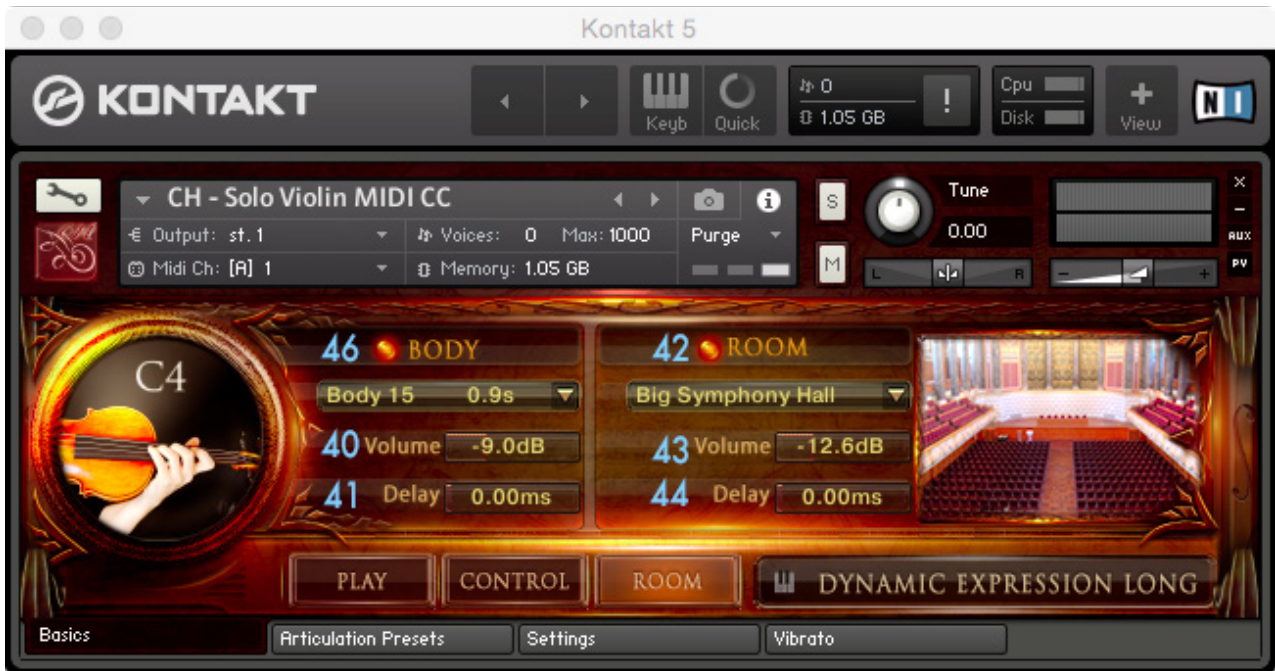 Kontakt 5
KONTAKT
Keyb
Quick
0
1.05 GB
!
Cpu
Disk
+
View
N I
CH - Solo Violin MIDI CC
i
S
Tune
X
Output: st. 1
Voices: 0 Max: 1000
Purge
0.00
AUX
Midi Ch: [A] 1
Memory: 1.05 GB
M
L R
- +
PV
C4
46 BODY
42 ROOM
Body 15 0.9s
Big Symphony Hall
40 Volume -9.0dB
43 Volume -12.6dB
41 Delay 0.00ms
44 Delay 0.00ms
PLAY
CONTROL
ROOM
DYNAMIC EXPRESSION LONG
Basics
Articulation Presets
Settings
Vibrato